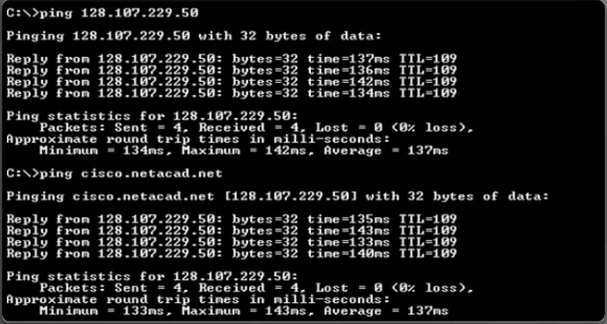 C:\>ping 128.107.229.50
Pinging 128.107.229.50 with 32 bytes of data:
Reply from 128.107.229.50: bytes=32 time=137ms TTL=109
Reply from 128.107.229.50: bytes=32 time=136ms TTL=109
Reply from 128.107.229.50: bytes=32 time=142ms TTL=109
Reply from 128.107.229.50: bytes=32 time=134ms TTL=109
Ping statistics for 128.107.229.50:
Packets: Sent = 4, Received = 4, Lost = 0 (0% loss),
Approximate round trip times in milli-seconds:
Minimum = 134ms, Maximum = 142ms, Average = 137ms
C:\>ping cisco.netacad.net
Pinging cisco.netacad.net [128.107.229.50] with 32 bytes of data:
Reply from 128.107.229.50: bytes=32 time=135ms TTL=109
Reply from 128.107.229.50: bytes=32 time=143ms TTL=109
Reply from 128.107.229.50: bytes=32 time=133ms TTL=109
Reply from 128.107.229.50: bytes=32 time=140ms TTL=109
Ping statistics for 128.107.229.50:
Packets: Sent = 4, Received = 4, Lost = 0 (0% loss),
Approximate round trip times in milli-seconds:
Minimum = 133ms, Maximum = 143ms, Average = 137ms